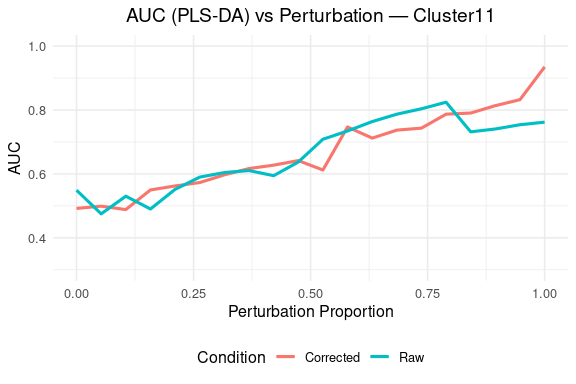 AUC (PLS-DA) vs Perturbation — Cluster11
1.0
0.8
0.6
0.4
AUC
0.00 0.25 0.50 0.75 1.00
Perturbation Proportion
Condition Corrected Raw